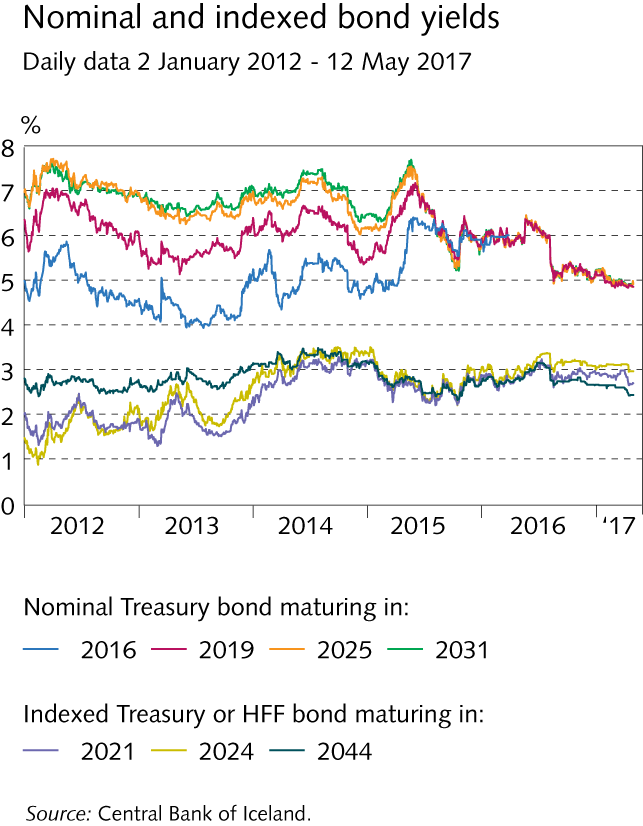 Nominal and indexed bond yields
Daily data 2 January 2012 - 12 May 2017
%
8
7
6
5
4
3
2
1
0
2012 2013 2014 2015 2016 '17
Nominal Treasury bond maturing in:
2016 2019 2025 2031
Indexed Treasury or HFF bond maturing in:
2021 2024 2044
Source: Central Bank of Iceland.